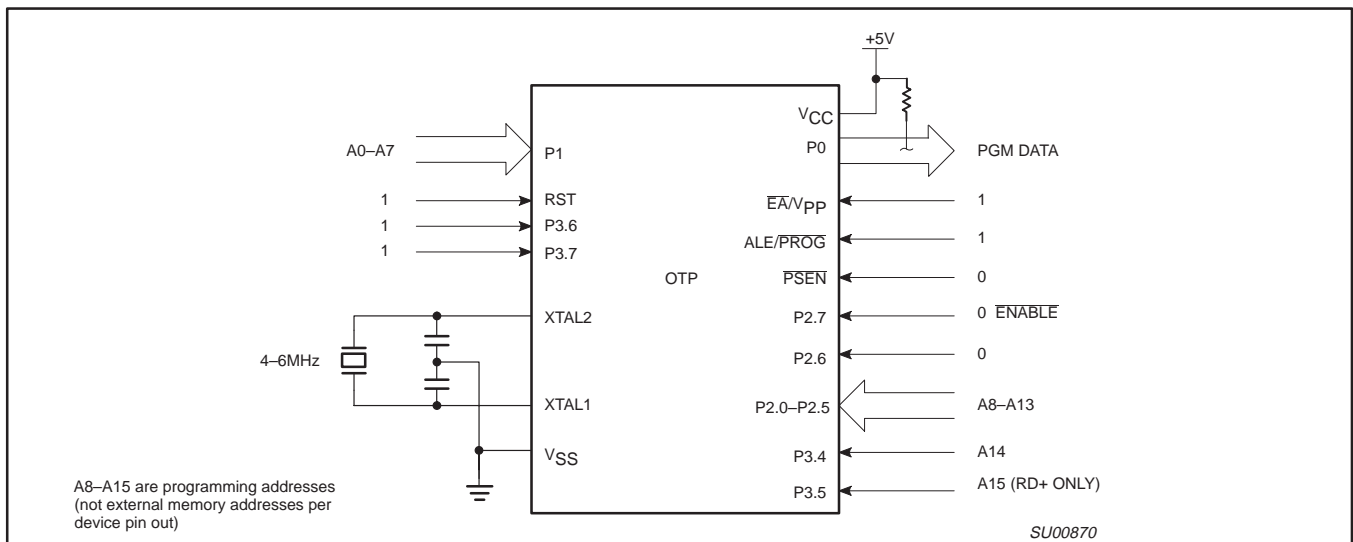 +5V
VCC
A0–A7
P1
P0
PGM DATA
1
RST
EA/VPP
1
1
P3.6
ALE/PROG
1
1
P3.7
OTP
PSEN
0
XTAL2
P2.7
0 ENABLE
4–6MHz
P2.6
0
XTAL1
P2.0–P2.5
A8–A13
VSS
P3.4
A14
P3.5
A15 (RD+ ONLY)
A8–A15 are programming addresses
(not external memory addresses per
device pin out)
SU00870